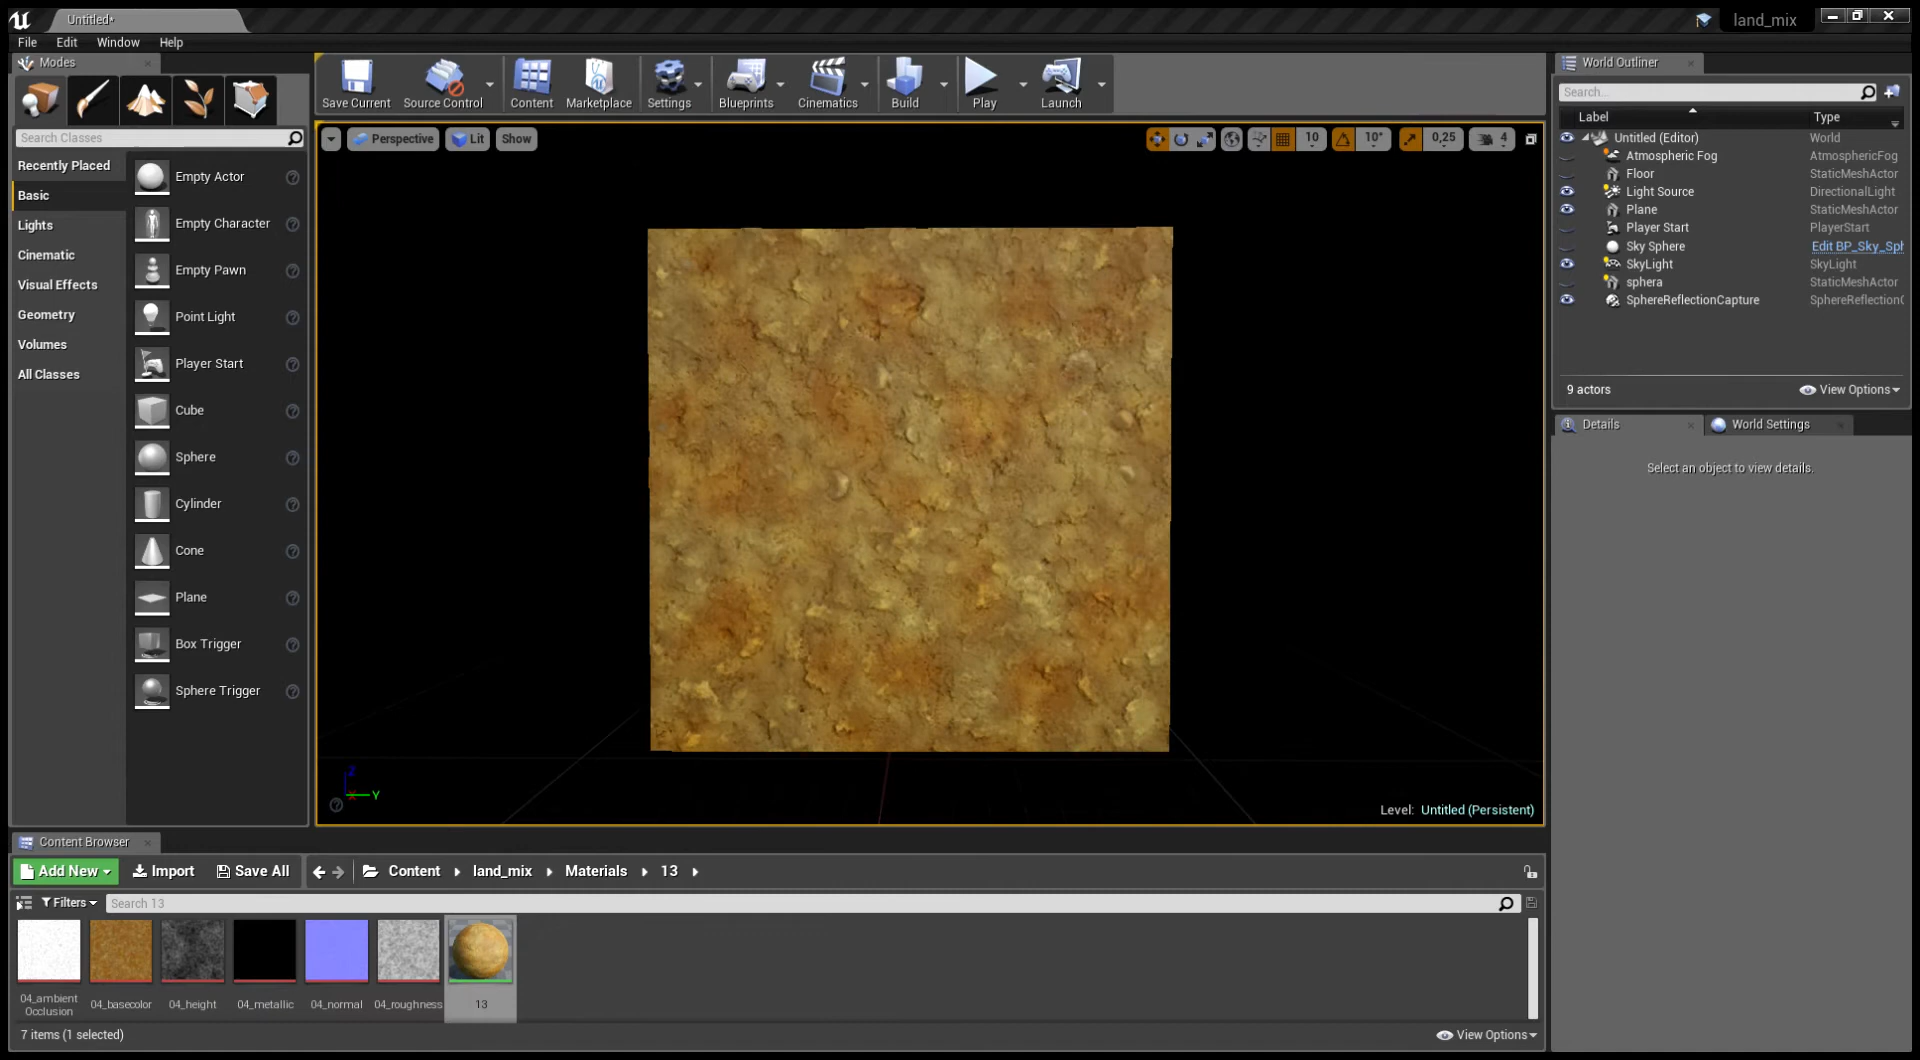 Untitled*
land_mix
File Edit Window Help
Modes
Search Classes
Recently Placed
Basic
Lights
Cinematic
Visual Effects
Geometry
Volumes
All Classes
Empty Actor
Empty Character
Empty Pawn
Point Light
Player Start
Cube
Sphere
Cylinder
Cone
Plane
Box Trigger
Sphere Trigger
Save Current Source Control Content Marketplace Settings Blueprints Cinematics Build Play Launch
Perspective Lit Show
10 10° 0,25 4
Z
X Y
Level: Untitled (Persistent)
World Outliner
Search...
Label Type
Untitled (Editor) World
Atmospheric Fog AtmosphericFog
Floor StaticMeshActor
Light Source DirectionalLight
Plane StaticMeshActor
Player Start PlayerStart
Sky Sphere Edit BP_Sky_Sph
SkyLight SkyLight
sphera StaticMeshActor
SphereReflectionCapture SphereReflectionC
9 actors View Options
Details World Settings
Select an object to view details.
Content Browser
Add New Import Save All Content land_mix Materials 13
Filters Search 13
04_ambient
Occlusion
04_basecolor
04_height
04_metallic
04_normal
04_roughness
13
7 items (1 selected) View Options